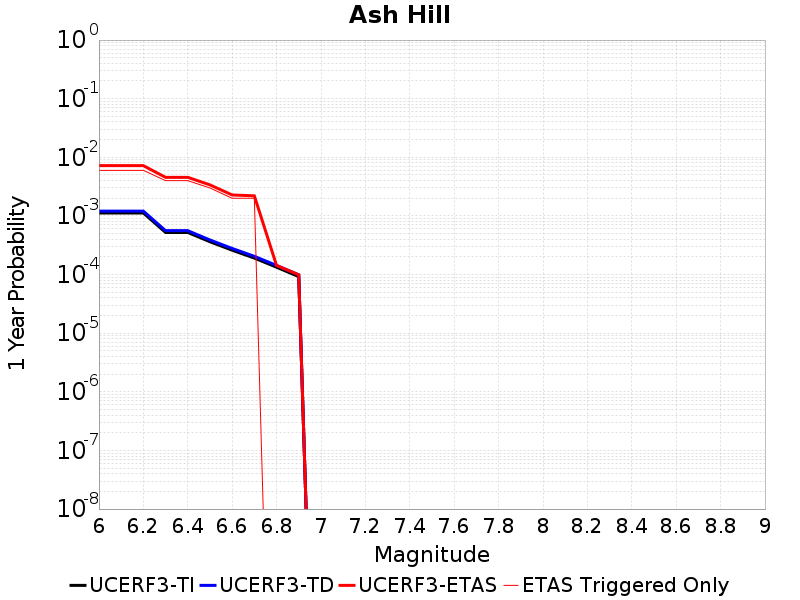 Ash Hill
1 Year Probability
10^0
10^-1
10^-2
10^-3
10^-4
10^-5
10^-6
10^-7
10^-8
6 6.2 6.4 6.6 6.8 7 7.2 7.4 7.6 7.8 8 8.2 8.4 8.6 8.8 9
Magnitude
UCERF3-TI UCERF3-TD UCERF3-ETAS ETAS Triggered Only